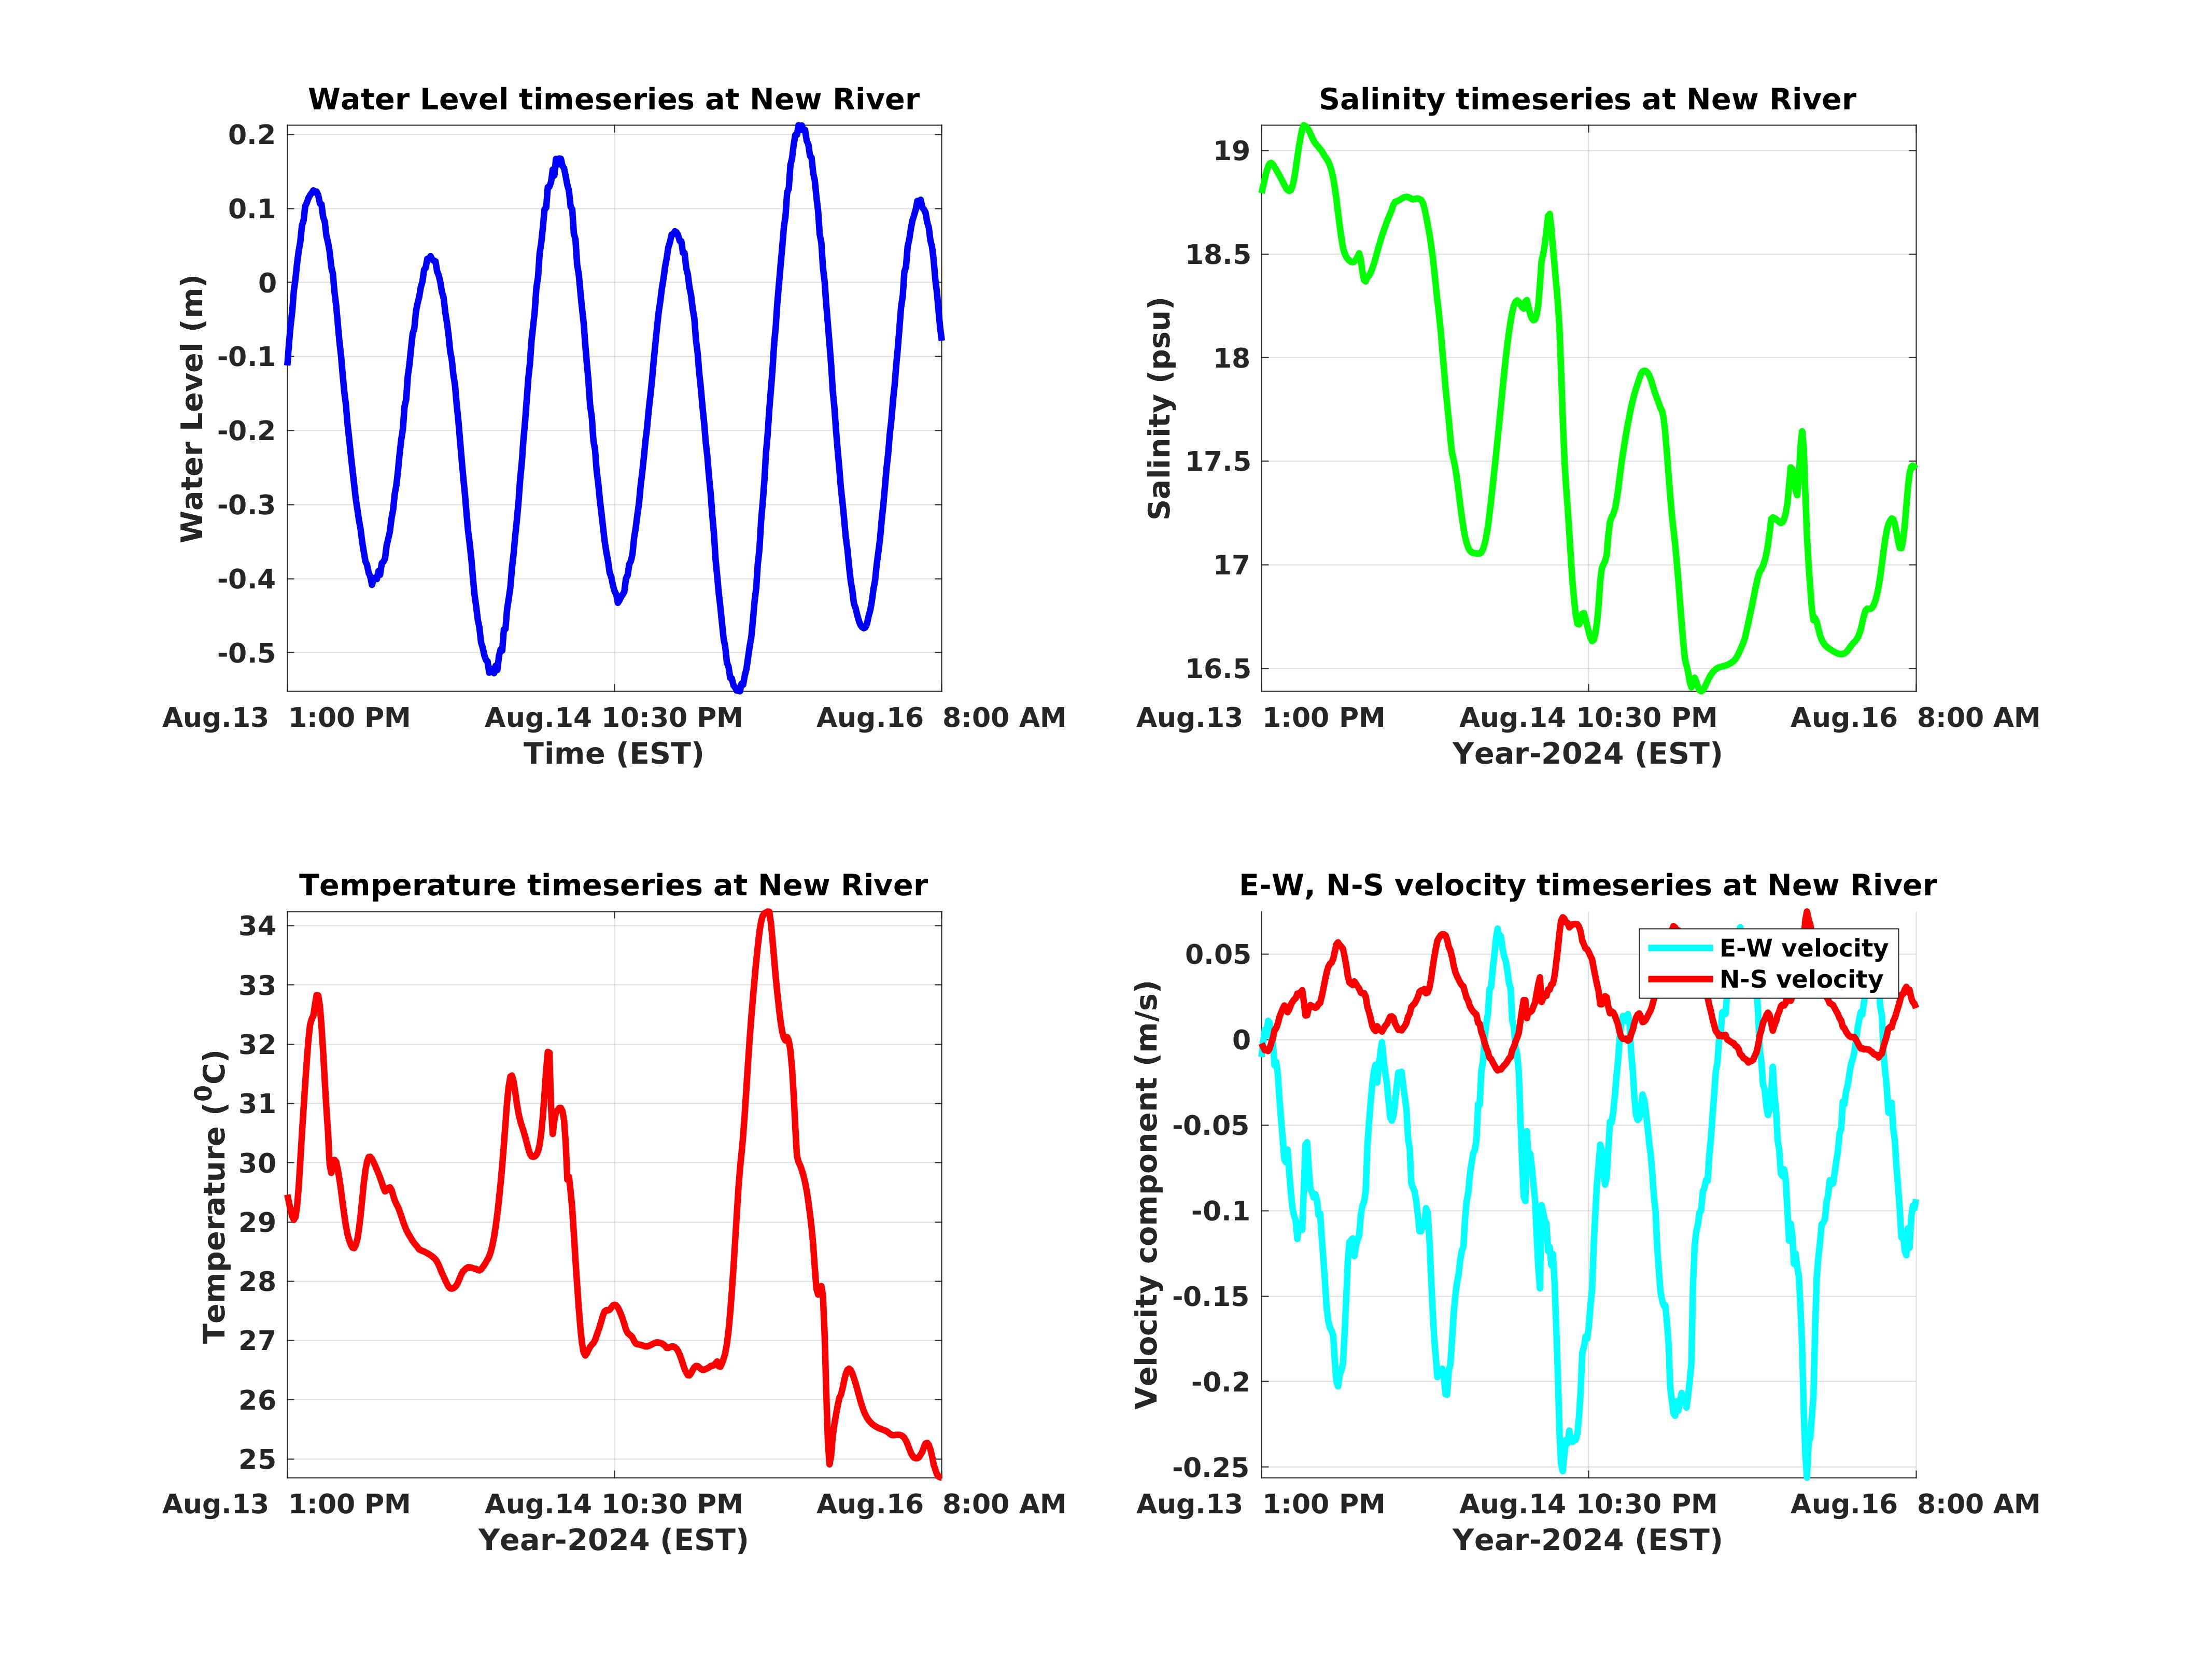 Water Level timeseries at New River
0.2
0.1
0
-0.1
-0.2
-0.3
-0.4
-0.5
Water Level (m)
Aug.13 1:00 PM Aug.14 10:30 PM Aug.16 8:00 AM
Time (EST)
Salinity timeseries at New River
19
18.5
18
17.5
17
16.5
Salinity (psu)
Aug.13 1:00 PM Aug.14 10:30 PM Aug.16 8:00 AM
Year-2024 (EST)
Temperature timeseries at New River
34
33
32
31
30
29
28
27
26
25
Temperature (⁰C)
Aug.13 1:00 PM Aug.14 10:30 PM Aug.16 8:00 AM
Year-2024 (EST)
E-W, N-S velocity timeseries at New River
E-W velocity
N-S velocity
0.05
0
-0.05
-0.1
-0.15
-0.2
-0.25
Velocity component (m/s)
Aug.13 1:00 PM Aug.14 10:30 PM Aug.16 8:00 AM
Year-2024 (EST)